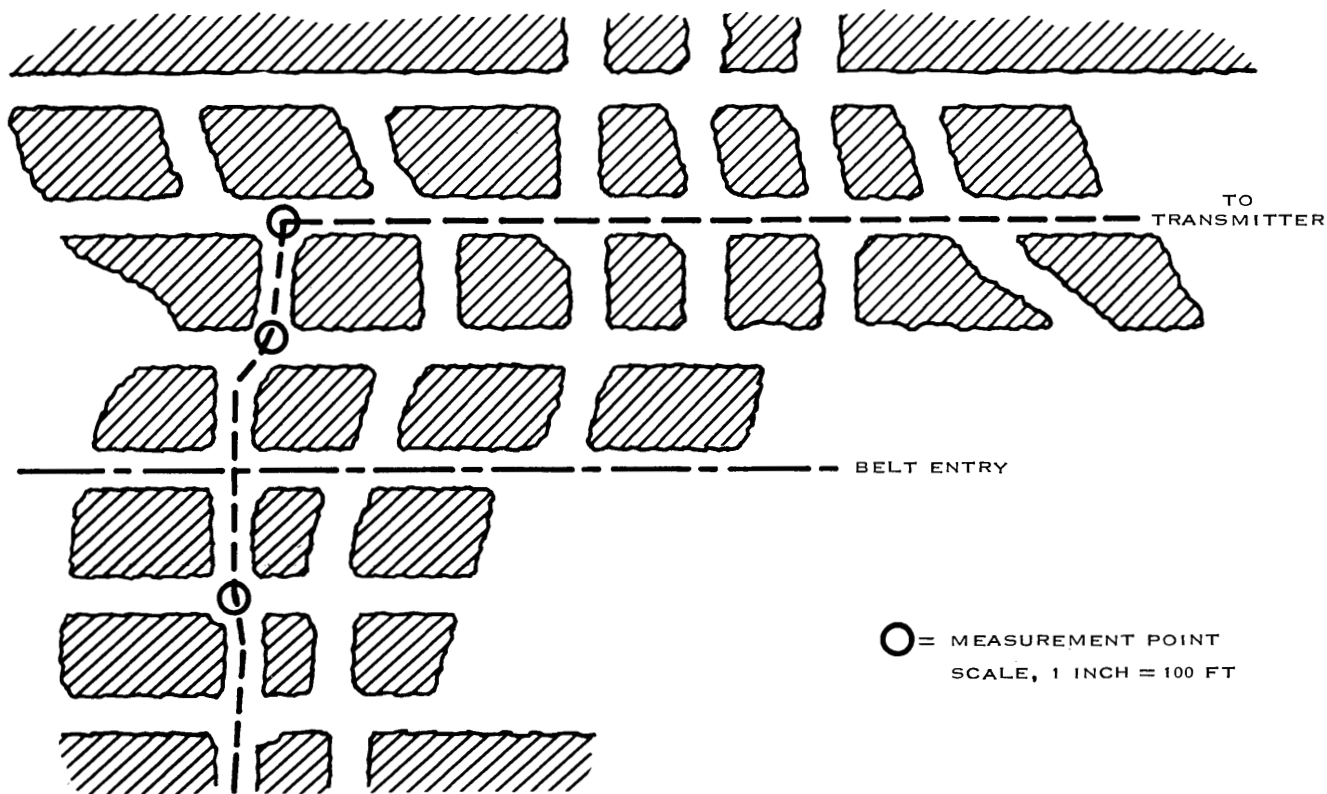 TO
TRANSMITTER
BELT ENTRY
= MEASUREMENT POINT
SCALE, 1 INCH = 100 FT